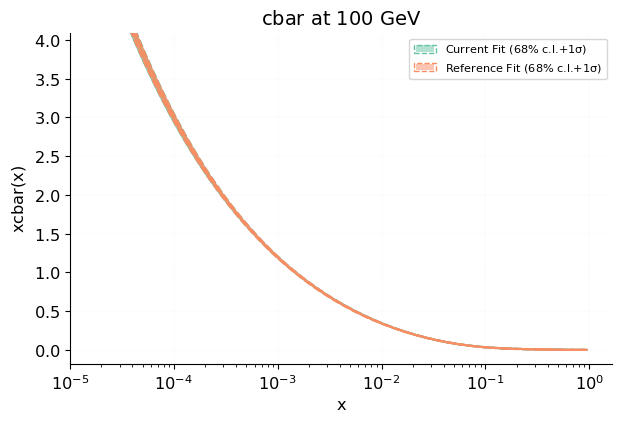 cbar at 100 GeV
Current Fit (68% c.l.+1σ)
Reference Fit (68% c.l.+1σ)
xcbar(x)
4.0
3.5
3.0
2.5
2.0
1.5
1.0
0.5
0.0
10⁻⁵ 10⁻⁴ 10⁻³ 10⁻² 10⁻¹ 10⁰
x